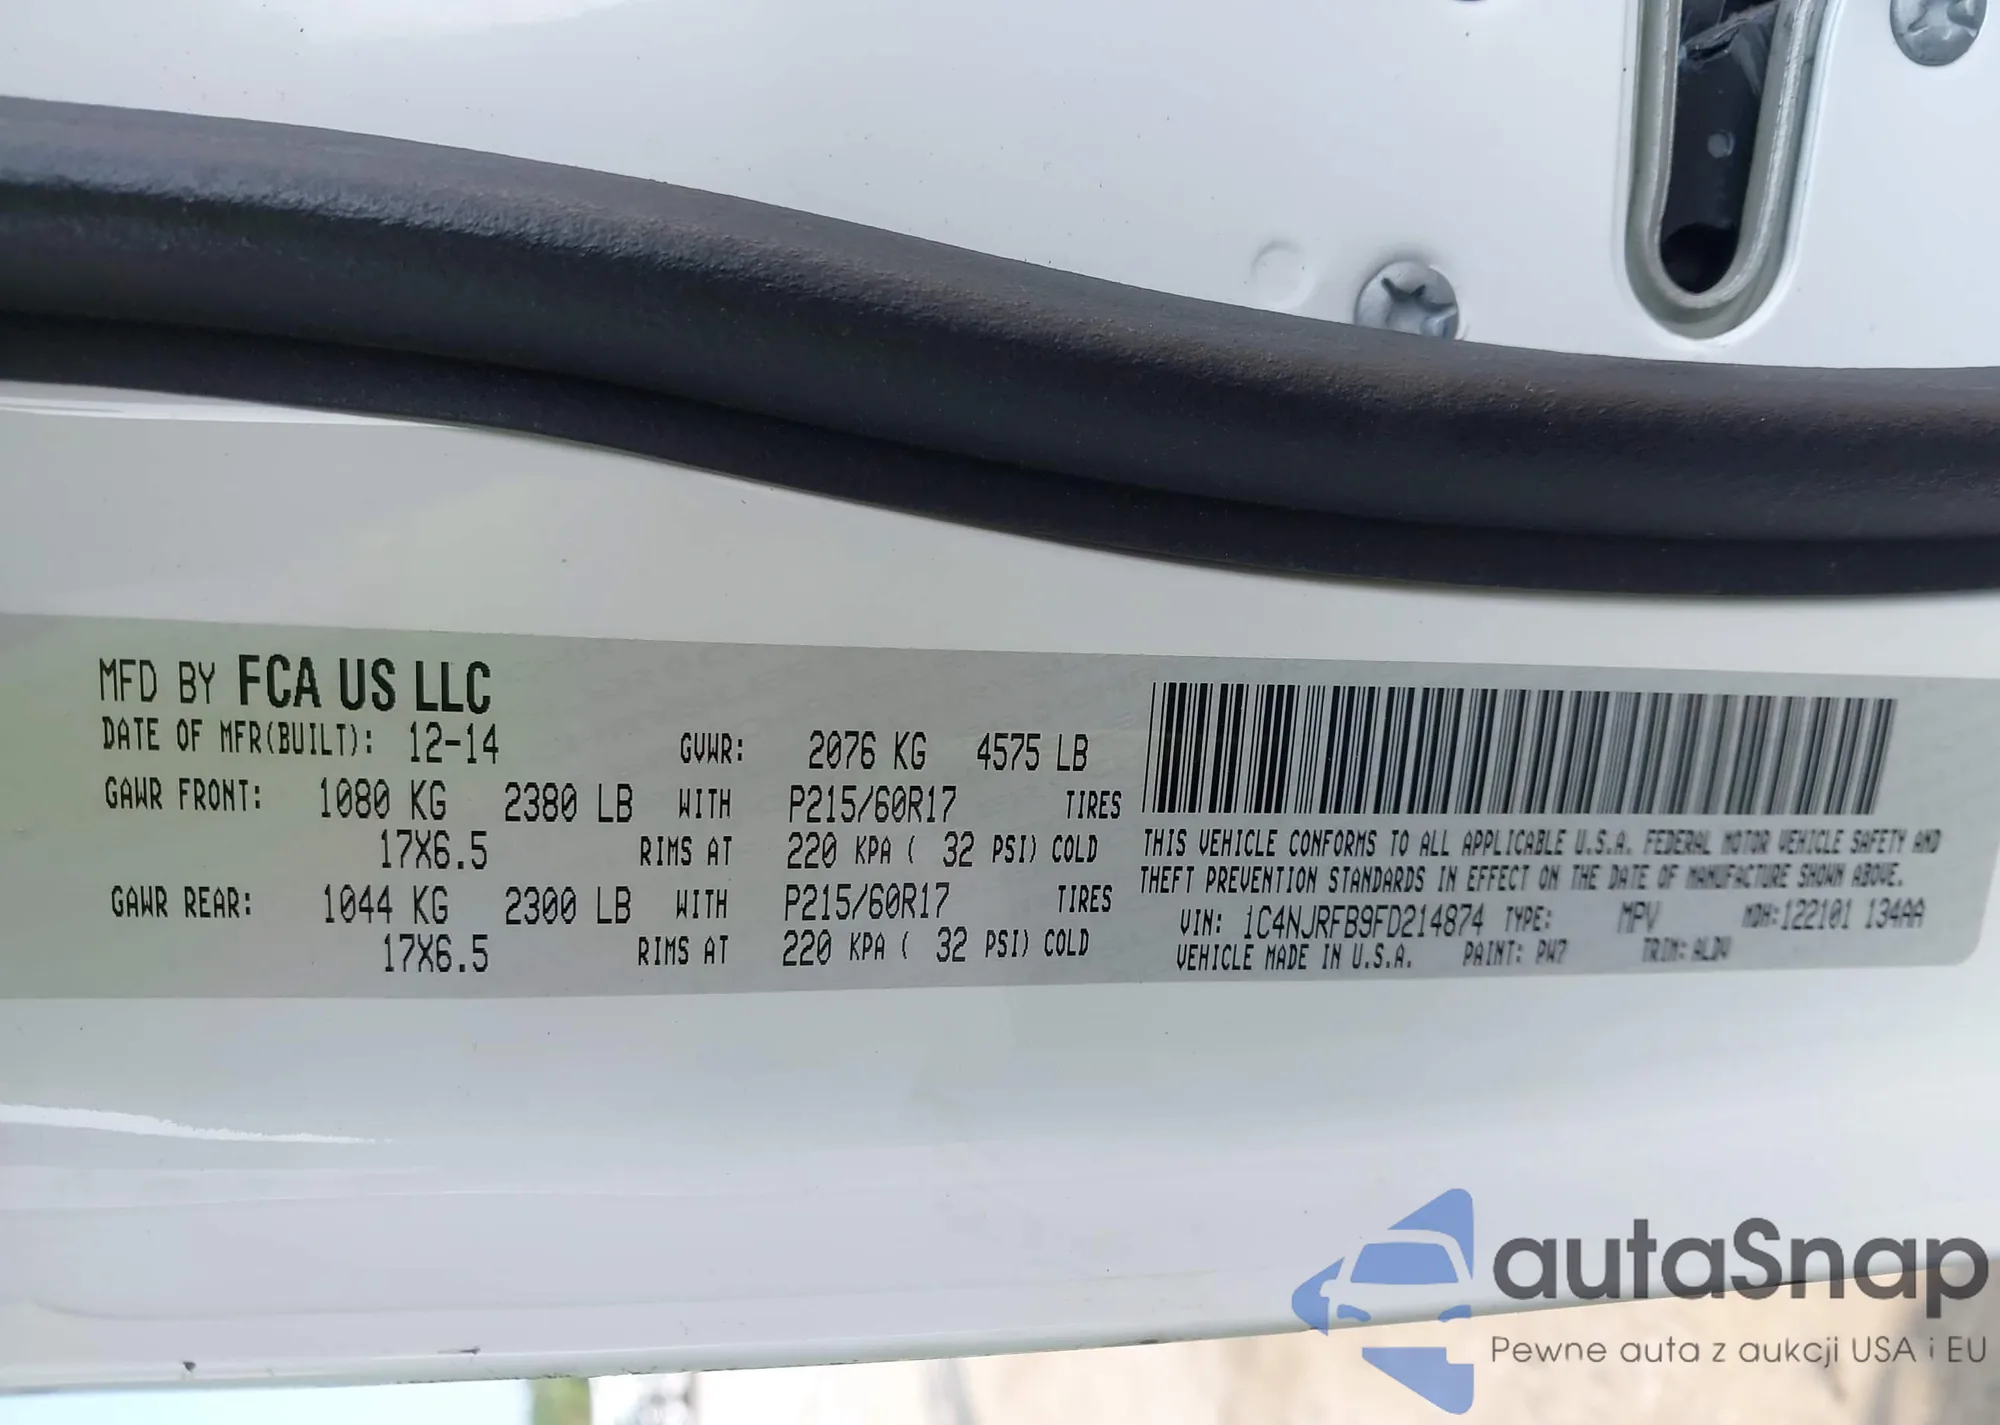 MFD BY FCA US LLC
DATE OF MFR(BUILT): 12-14 GVWR: 2076 KG 4575 LB
GAWR FRONT: 1080 KG 2380 LB WITH P215/60R17 TIRES
17X6.5 RIMS AT 220 KPA ( 32 PSI) COLD
GAWR REAR: 1044 KG 2300 LB WITH P215/60R17 TIRES
17X6.5 RIMS AT 220 KPA ( 32 PSI) COLD
THIS VEHICLE CONFORMS TO ALL APPLICABLE U.S.A. FEDERAL MOTOR VEHICLE SAFETY AND
THEFT PREVENTION STANDARDS IN EFFECT ON THE DATE OF MANUFACTURE SHOWN ABOVE.
VIN: 1C4NJRFB9FD214874 TYPE: MPV MDH:122101 134AA
VEHICLE MADE IN U.S.A. PAINT: PW7 TRIM: ALDV
autaSnap
Pewne auta z aukcji USA i EU